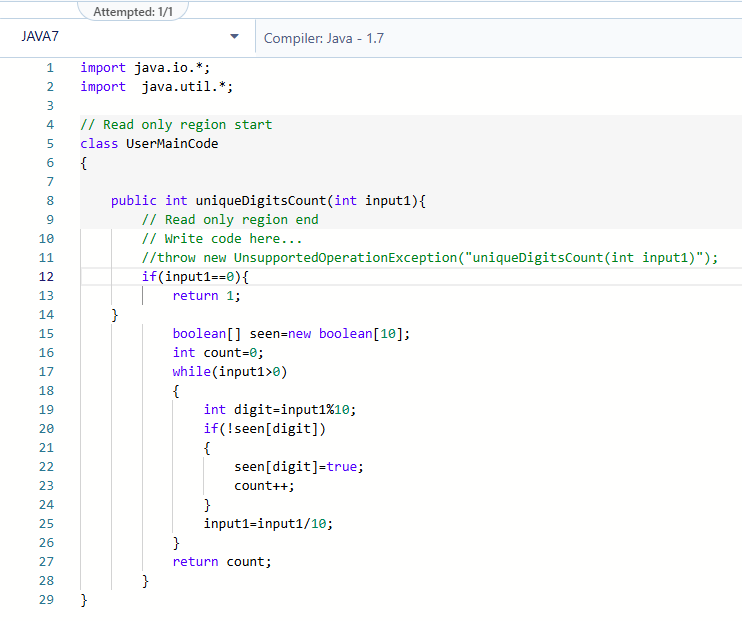 Attempted: 1/1
JAVA7 Compiler: Java - 1.7
1 import java.io.*;
2 import  java.util.*;
3
4 // Read only region start
5 class UserMainCode
6 {
7
8     public int uniqueDigitsCount(int input1){
9         // Read only region end
10         // Write code here...
11         //throw new UnsupportedOperationException("uniqueDigitsCount(int input1)");
12         if(input1==0){
13             return 1;
14     }
15             boolean[] seen=new boolean[10];
16             int count=0;
17             while(input1>0)
18             {
19                 int digit=input1%10;
20                 if(!seen[digit])
21                 {
22                     seen[digit]=true;
23                     count++;
24                 }
25                 input1=input1/10;
26             }
27             return count;
28         }
29 }